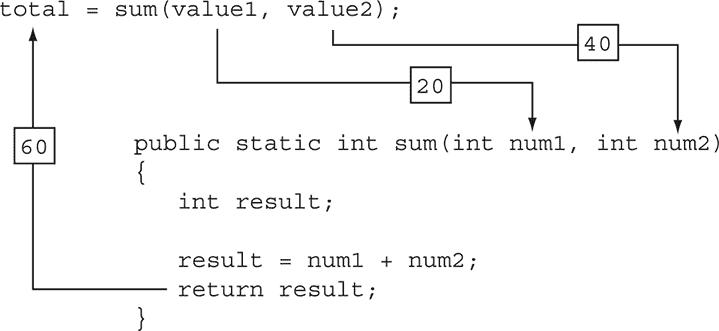 total = sum(value1, value2);
40
20
60
public static int sum(int num1, int num2)
{
int result;
result = num1 + num2;
return result;
}